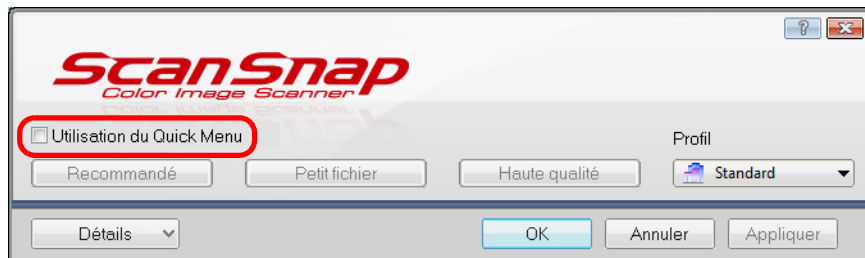 ScanSnap
Color Image Scanner
Utilisation du Quick Menu
Profil
Recommandé Petit fichier Haute qualité Standard
Détails OK Annuler Appliquer